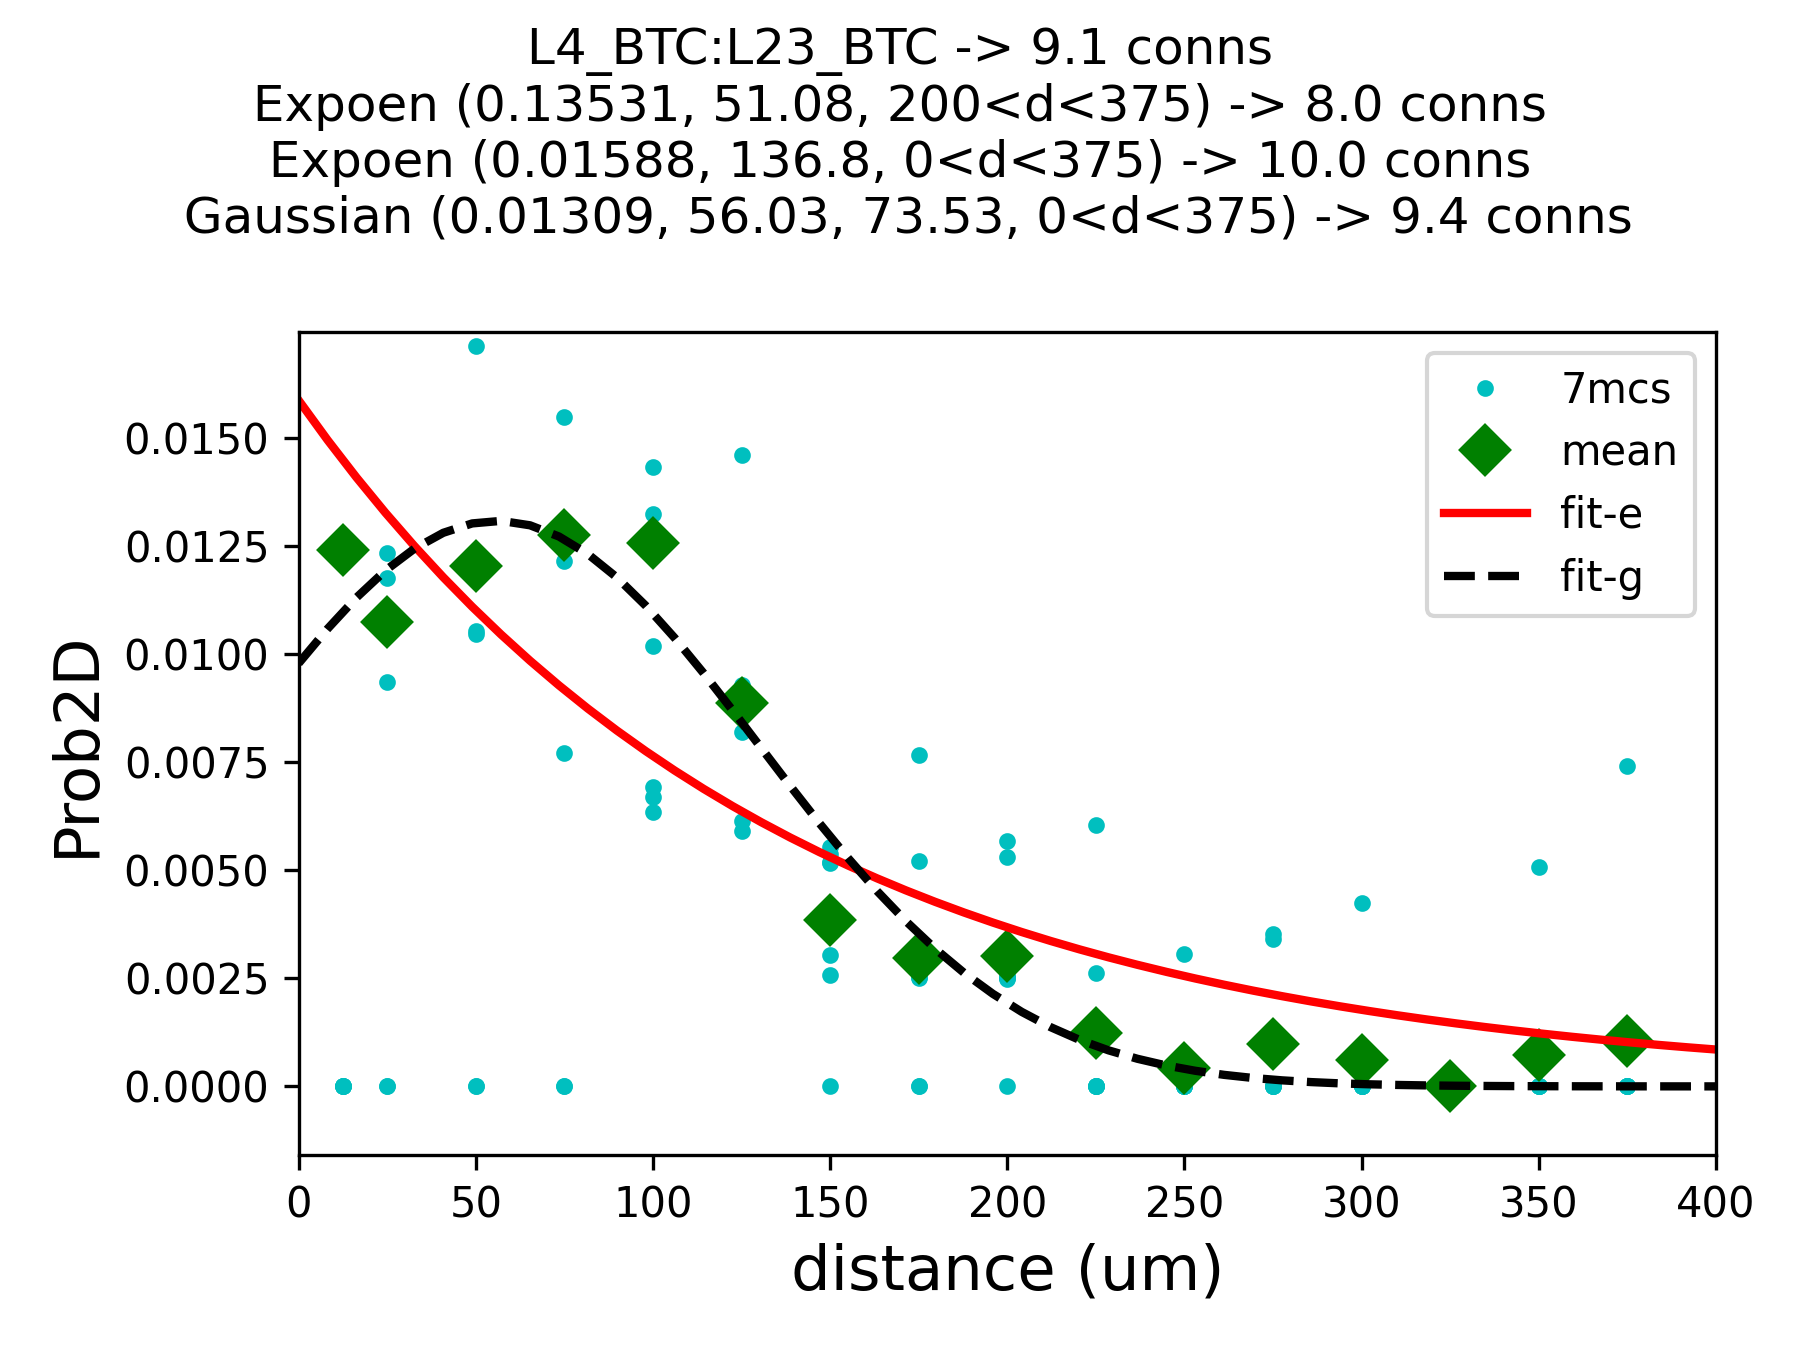 L4_BTC:L23_BTC -> 9.1 conns
Expoen (0.13531, 51.08, 200<d<375) -> 8.0 conns
Expoen (0.01588, 136.8, 0<d<375) -> 10.0 conns
Gaussian (0.01309, 56.03, 73.53, 0<d<375) -> 9.4 conns
7mcs
mean
fit-e
fit-g
Prob2D
0.0150
0.0125
0.0100
0.0075
0.0050
0.0025
0.0000
0 50 100 150 200 250 300 350 400
distance (um)